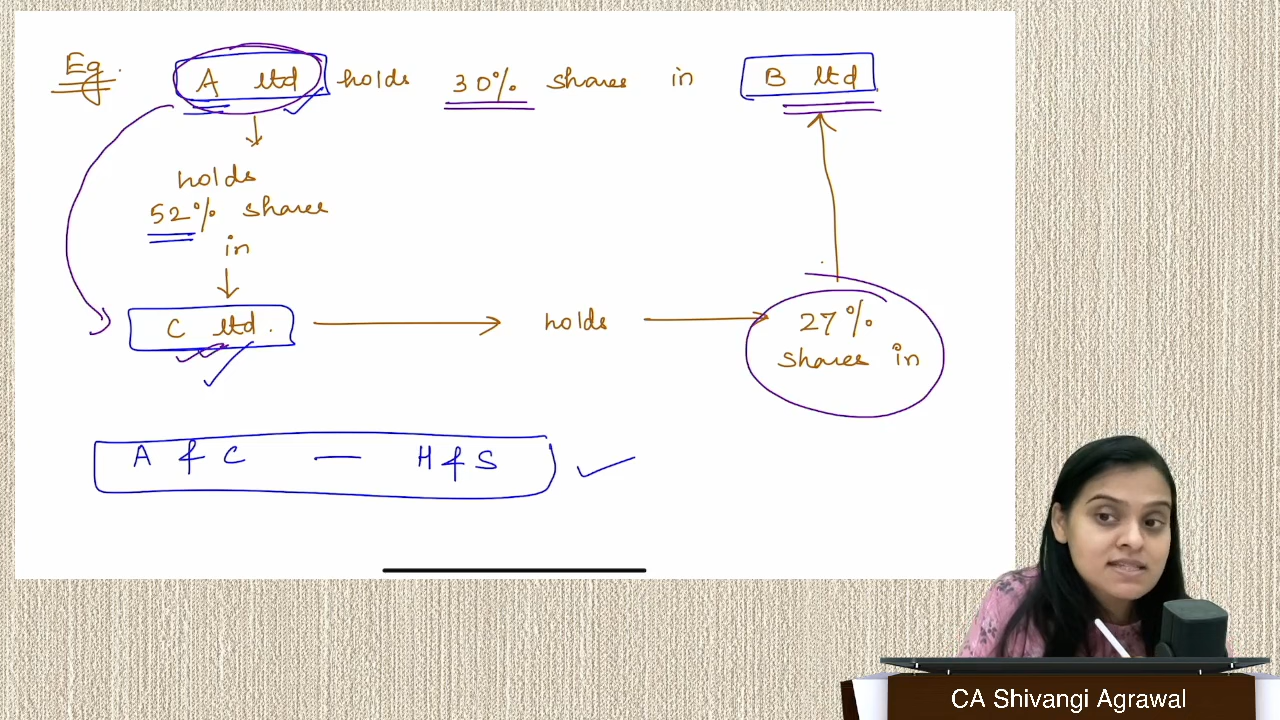 Eg. A ltd holds 30% shares in B ltd
holds
52% shares
in
C ltd. holds 27%
shares in
A & C — H & S
CA Shivangi Agrawal